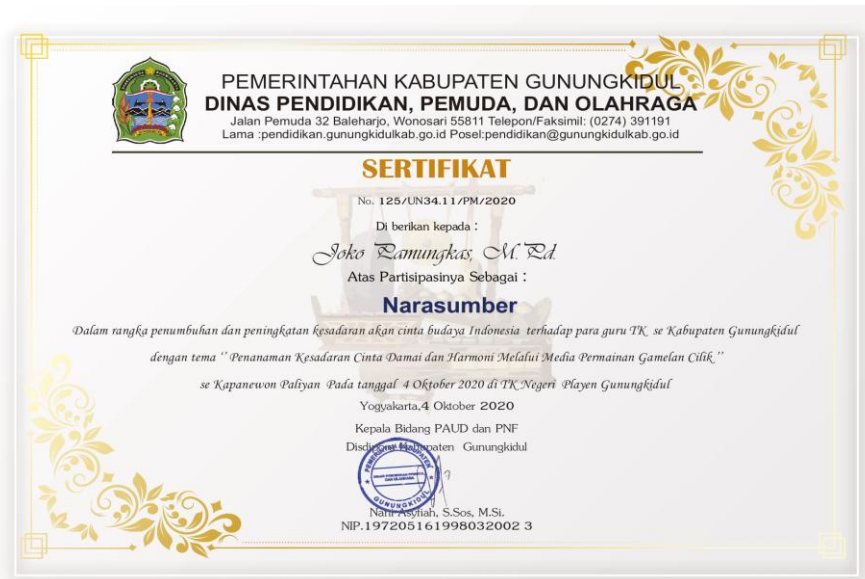 PEMERINTAHAN KABUPATEN GUNUNGKIDUL
DINAS PENDIDIKAN, PEMUDA, DAN OLAHRAGA
Jalan Pemuda 32 Baleharjo, Wonosari 55811 Telepon/Faksimil: (0274) 391191
Lama :pendidikan.gunungkidulkab.go.id Posel:pendidikan@gunungkidulkab.go.id
SERTIFIKAT
No. 125/UN34.11/PM/2020
Di berikan kepada :
Joko Pamungkas, M.Pd.
Atas Partisipasinya Sebagai :
Narasumber
Dalam rangka penumbuhan dan peningkatan kesadaran akan cinta budaya Indonesia terhadap para guru TK se Kabupaten Gunungkidul
dengan tema “ Penanaman Kesadaran Cinta Damai dan Harmoni Melalui Media Permainan Gamelan Cilik ”
se Kapanewon Paliyan Pada tanggal 4 Oktober 2020 di TK Negeri Playen Gunungkidul
Yogyakarta,4 Oktober 2020
Kepala Bidang PAUD dan PNF
Kabupaten Gunungkidul
PEMERINTAH KABUPATEN
GUNUNGKIDUL
Asyfiah, S.Sos, M.Si.
NIP.197205161998032002 3